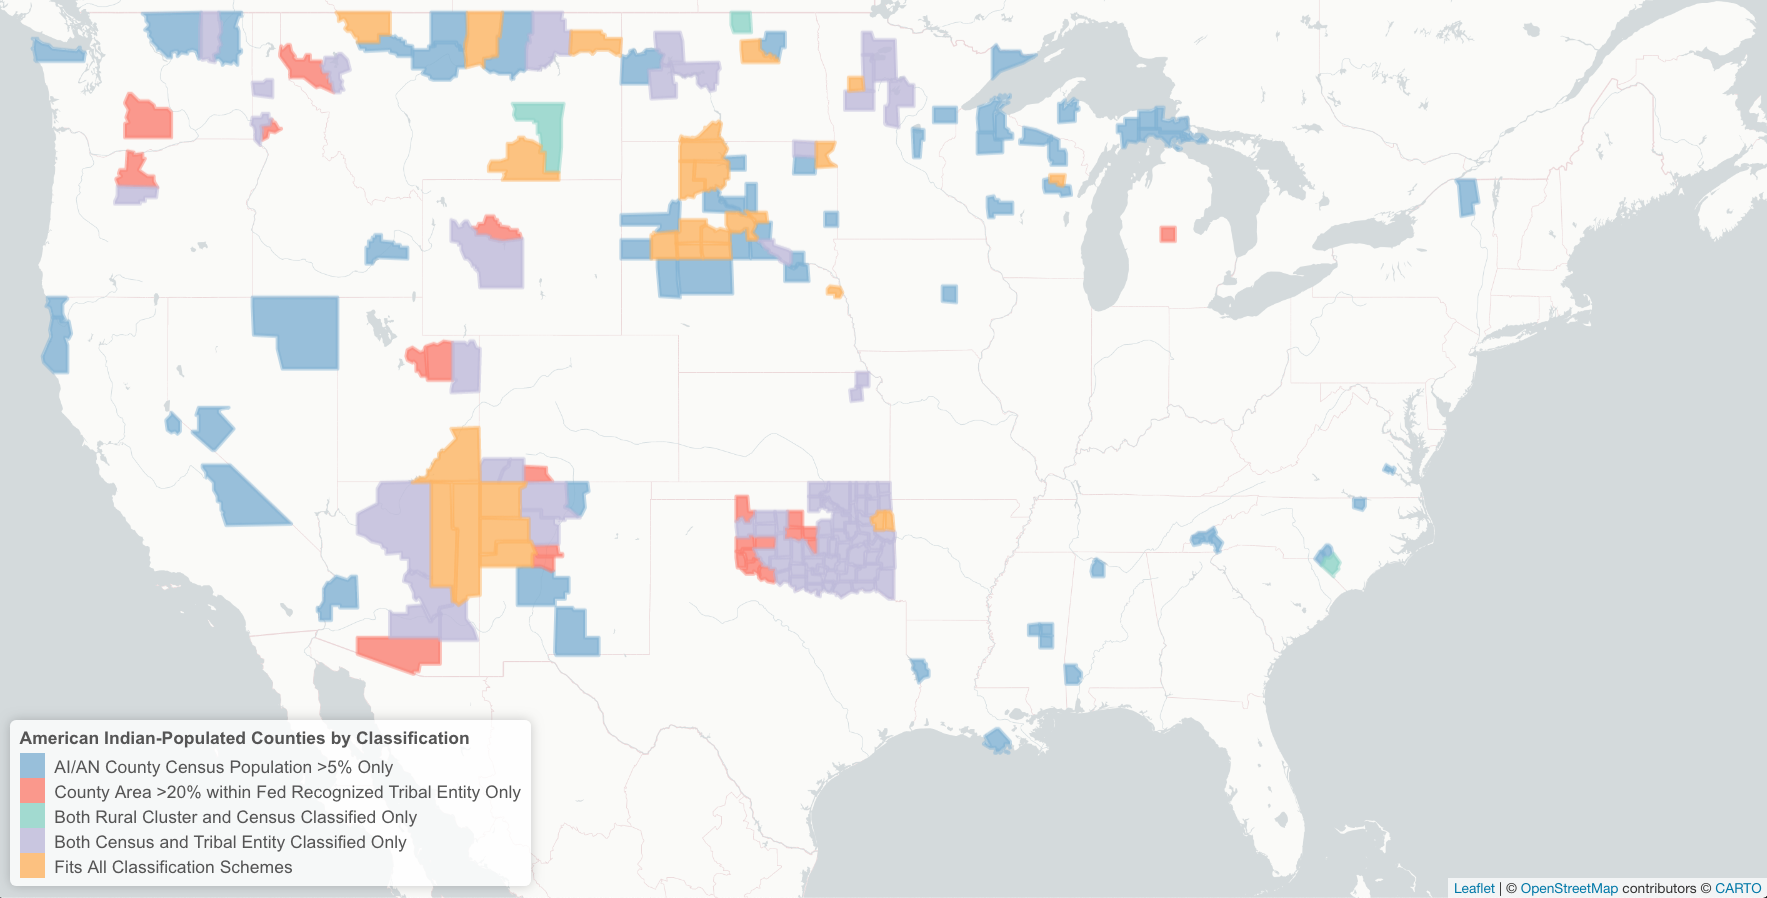 American Indian-Populated Counties by Classification
AI/AN County Census Population >5% Only
County Area >20% within Fed Recognized Tribal Entity Only
Both Rural Cluster and Census Classified Only
Both Census and Tribal Entity Classified Only
Fits All Classification Schemes
Leaflet | © OpenStreetMap contributors © CARTO